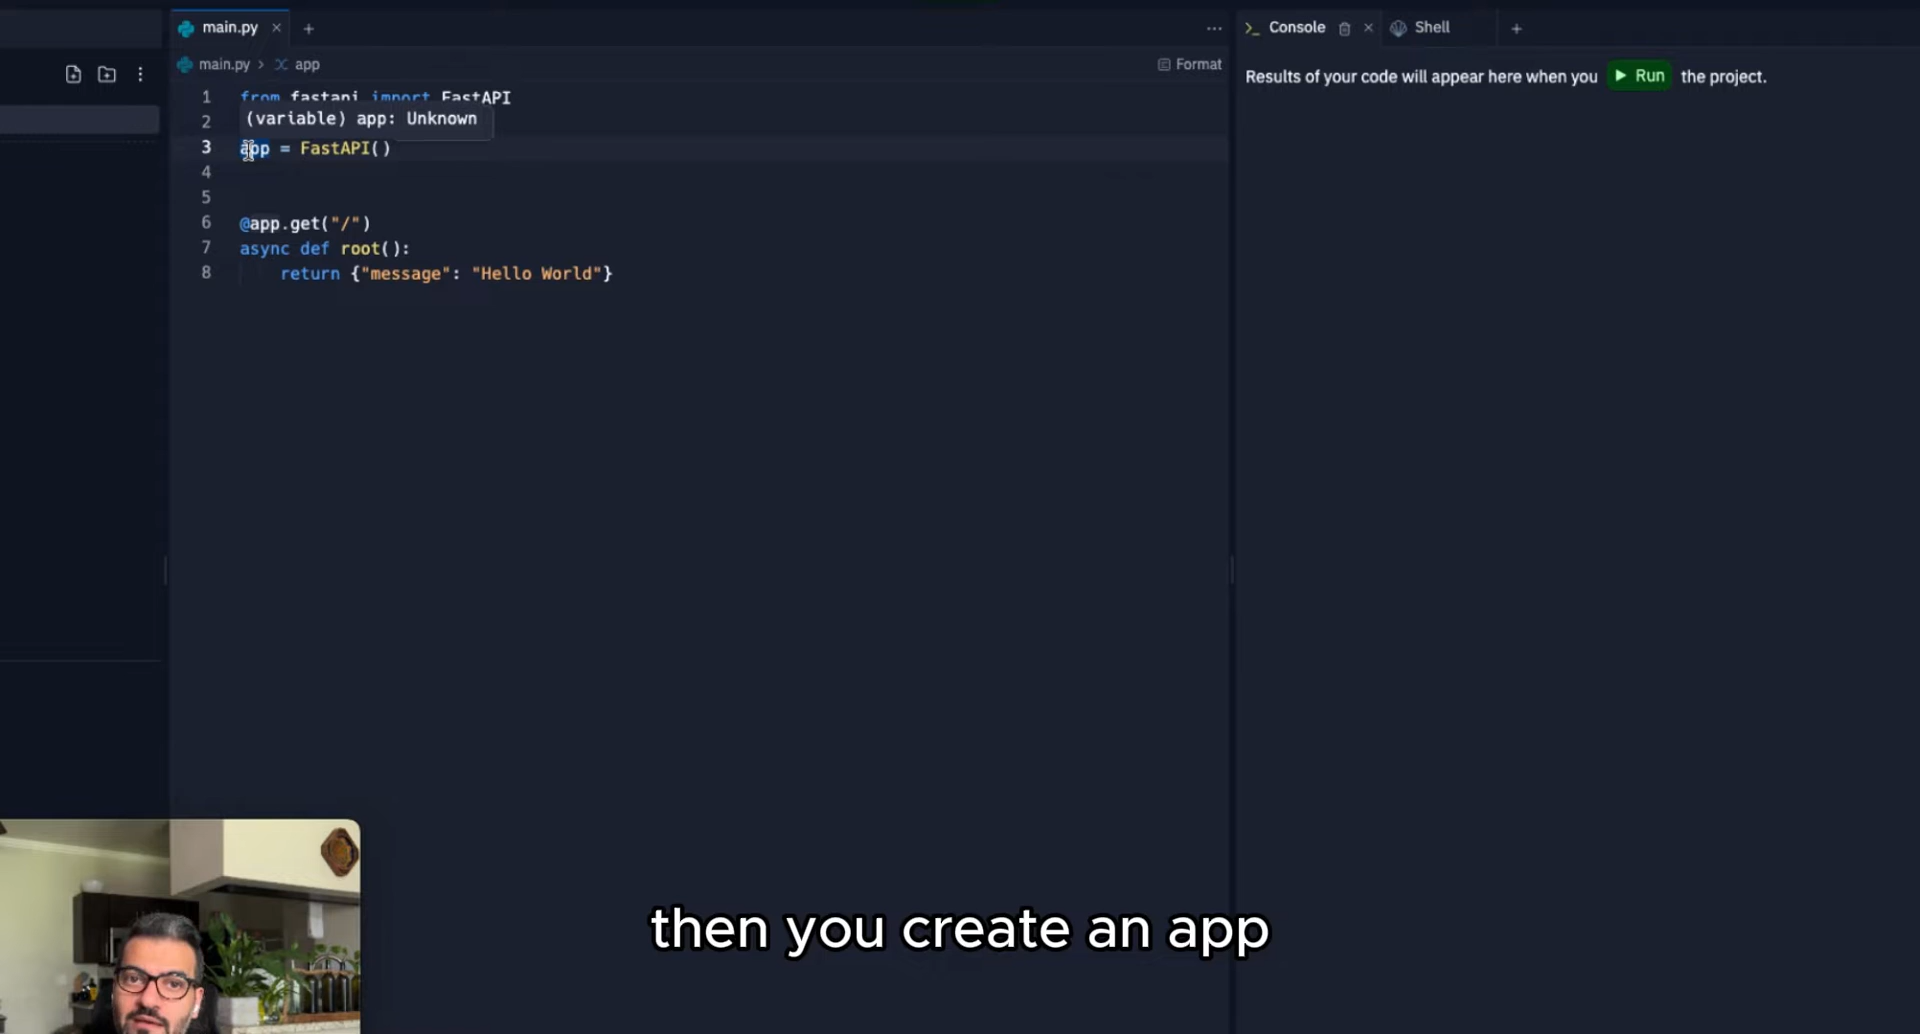 main.py
Console
Shell
main.py > app
Format
Results of your code will appear here when you Run the project.
1 from fastapi import FastAPI
(variable) app: Unknown
2
3 app = FastAPI()
4
5
6 @app.get("/")
7 async def root():
8 return {"message": "Hello World"}
then you create an app